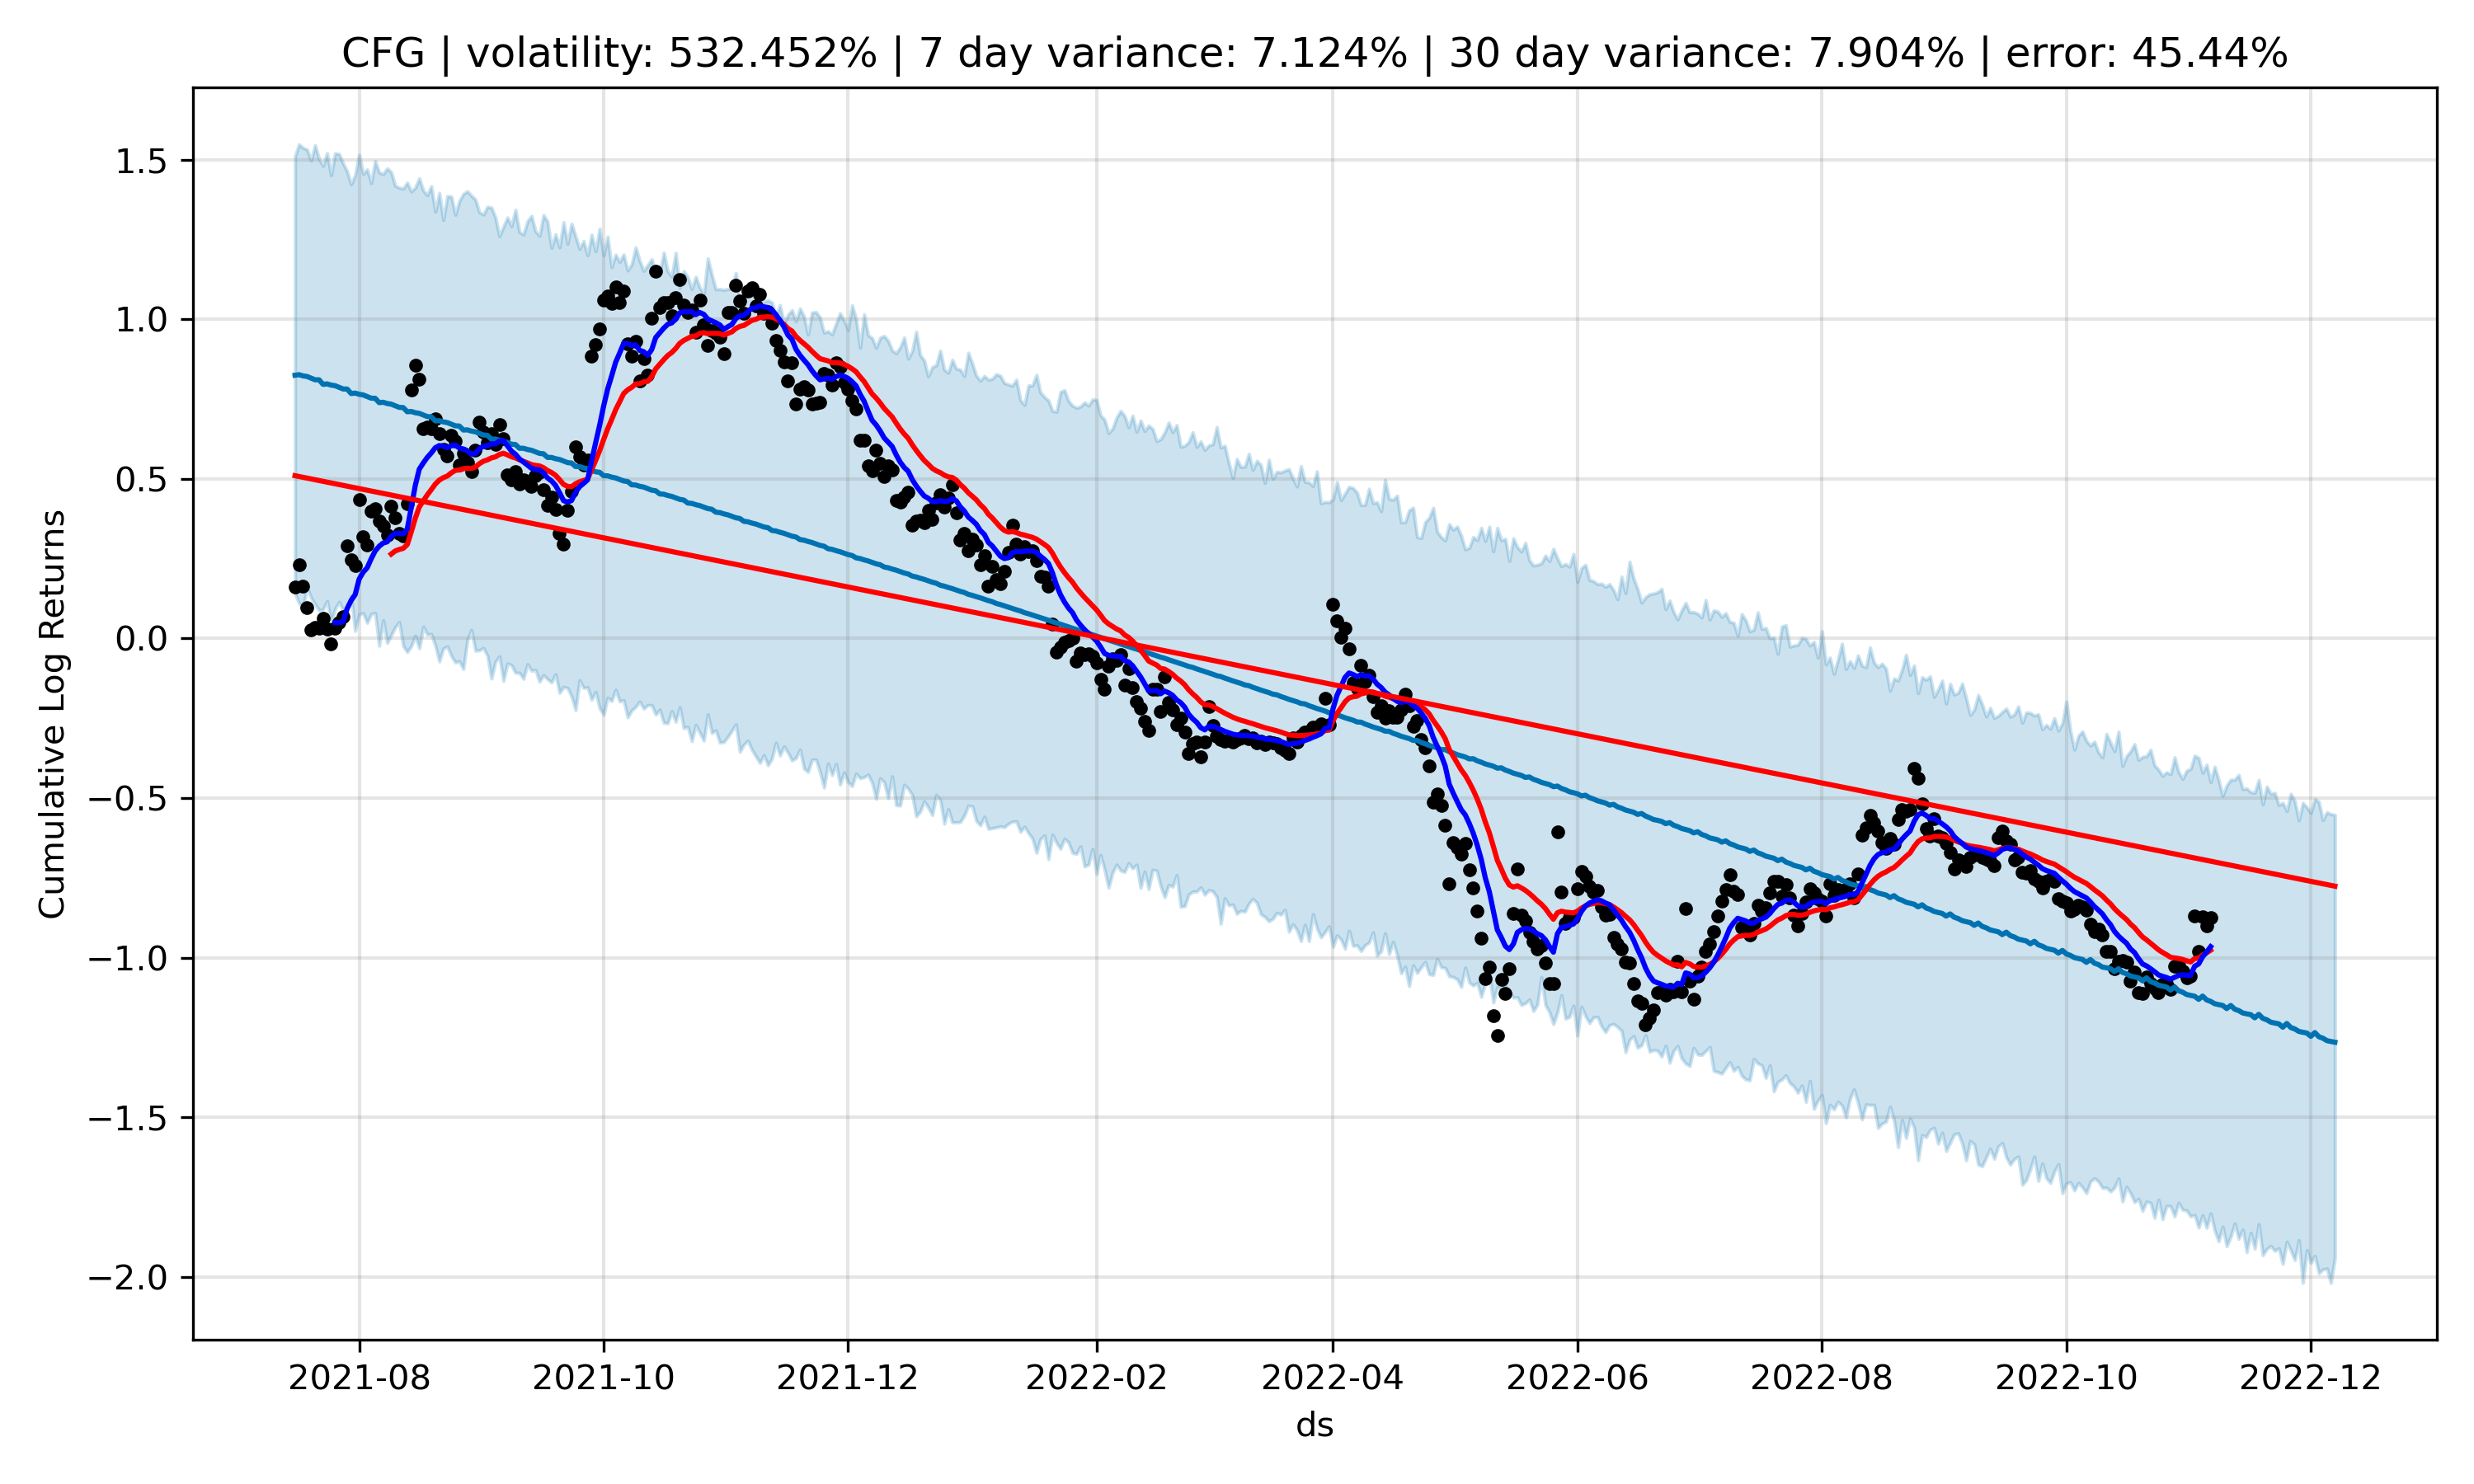 CFG | volatility: 532.452% | 7 day variance: 7.124% | 30 day variance: 7.904% | error: 45.44%
1.5
1.0
0.5
0.0
−0.5
−1.0
−1.5
−2.0
Cumulative Log Returns
2021-08 2021-10 2021-12 2022-02 2022-04 2022-06 2022-08 2022-10 2022-12
ds